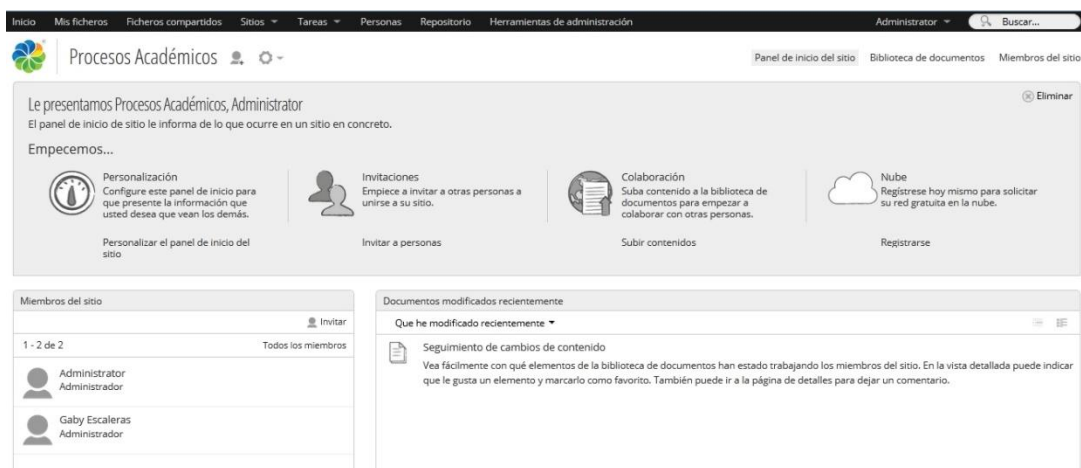 Inicio Mis ficheros Ficheros compartidos Sitios Tareas Personas Repositorio Herramientas de administración Administrator Buscar...
Procesos Académicos Panel de inicio del sitio Biblioteca de documentos Miembros del sitio
Le presentamos Procesos Académicos, Administrator Eliminar
El panel de inicio de sitio le informa de lo que ocurre en un sitio en concreto.
Empecemos...
Personalización
Configure este panel de inicio para
que presente la información que
usted desea que vean los demás.
Personalizar el panel de inicio del
sitio
Invitaciones
Empiece a invitar a otras personas a
unirse a su sitio.
Invitar a personas
Colaboración
Suba contenido a la biblioteca de
documentos para empezar a
colaborar con otras personas.
Subir contenidos
Nube
Regístrese hoy mismo para solicitar
su red gratuita en la nube.
Registrarse
Miembros del sitio
Invitar
1 - 2 de 2 Todos los miembros
Administrator
Administrador
Gaby Escaleras
Administrador
Documentos modificados recientemente
Que he modificado recientemente
Seguimiento de cambios de contenido
Vea fácilmente con qué elementos de la biblioteca de documentos han estado trabajando los miembros del sitio. En la vista detallada puede indicar
que le gusta un elemento y marcarlo como favorito. También puede ir a la página de detalles para dejar un comentario.